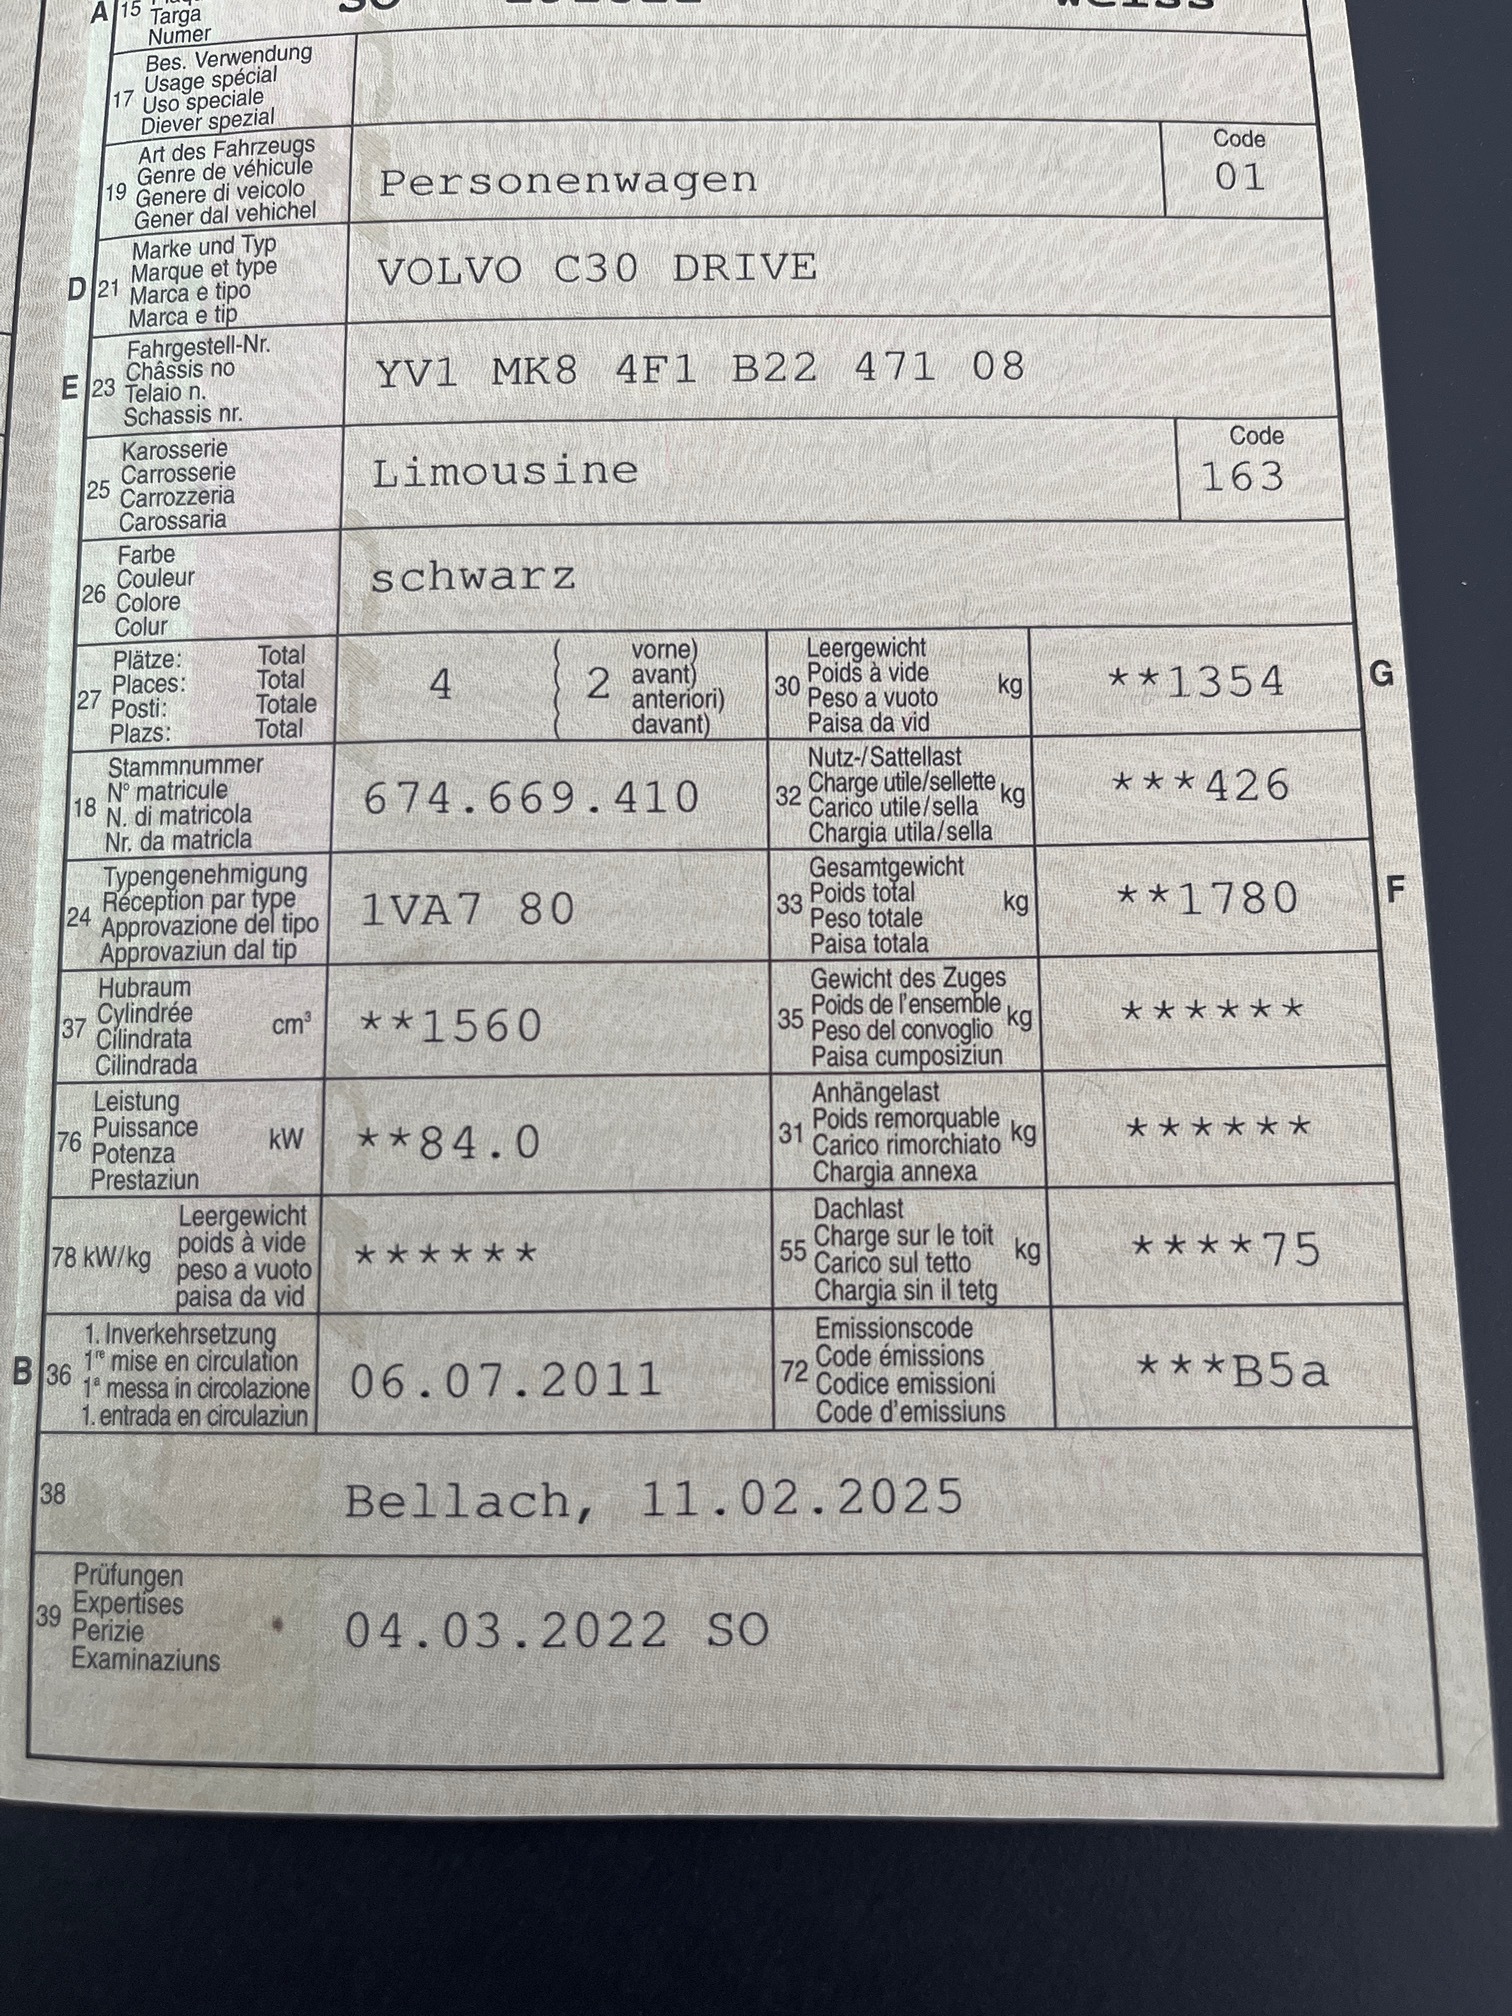 A 15 Targa
Numer
SO weiss
17 Bes. Verwendung
Usage spécial
Uso speciale
Diever spezial
19 Art des Fahrzeugs
Genre de véhicule
Genere di veicolo
Gener dal vehichel
Personenwagen
Code
01
D 21 Marke und Typ
Marque et type
Marca e tipo
Marca e tip
VOLVO C30 DRIVE
E 23 Fahrgestell-Nr.
Châssis no
Telaio n.
Schassis nr.
YV1 MK8 4F1 B22 471 08
25 Karosserie
Carrosserie
Carrozzeria
Carossaria
Limousine
Code
163
26 Farbe
Couleur
Colore
Colur
schwarz
27 Plätze: Total
Places: Total
Posti: Totale
Plazs: Total
4 ( 2 vorne)
avant)
anteriori)
davant)
30 Leergewicht
Poids à vide
Peso a vuoto
Paisa da vid
kg **1354 G
18 Stammnummer
N° matricule
N. di matricola
Nr. da matricla
674.669.410
32 Nutz-/Sattellast
Charge utile/sellette
Carico utile/sella
Chargia utila/sella
kg ***426
24 Typengenehmigung
Réception par type
Approvazione del tipo
Approvaziun dal tip
1VA7 80
33 Gesamtgewicht
Poids total
Peso totale
Paisa totala
kg **1780 F
37 Hubraum
Cylindrée
Cilindrata
Cilindrada
cm³ **1560
35 Gewicht des Zuges
Poids de l'ensemble
Peso del convoglio
Paisa cumposiziun
kg ******
76 Leistung
Puissance
Potenza
Prestaziun
kW **84.0
31 Anhängelast
Poids remorquable
Carico rimorchiato
Chargia annexa
kg ******
78 kW/kg Leergewicht
poids à vide
peso a vuoto
paisa da vid
******
55 Dachlast
Charge sur le toit
Carico sul tetto
Chargia sin il tetg
kg ****75
B 36 1. Inverkehrsetzung
1re mise en circulation
1a messa in circolazione
1. entrada en circulaziun
06.07.2011
72 Emissionscode
Code émissions
Codice emissioni
Code d'emissiuns
***B5a
38 Bellach, 11.02.2025
39 Prüfungen
Expertises
Perizie
Examinaziuns
04.03.2022 SO